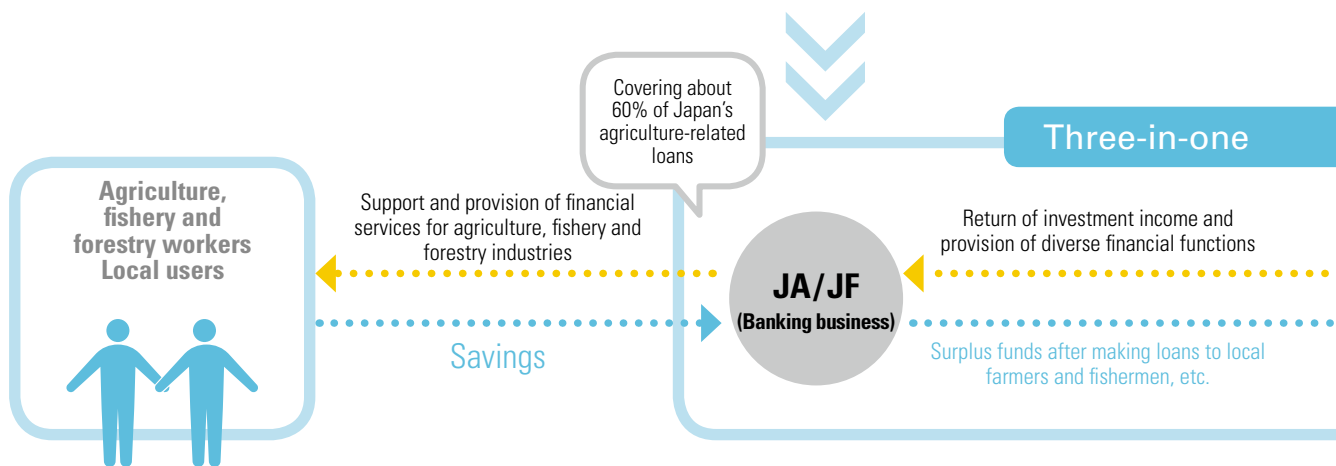 Covering about
60% of Japan's
agriculture-related
loans
Three-in-one
Agriculture,
fishery and
forestry workers
Local users
Support and provision of financial
services for agriculture, fishery and
forestry industries
Savings
JA/JF
(Banking business)
Return of investment income and
provision of diverse financial functions
Surplus funds after making loans to local
farmers and fishermen, etc.